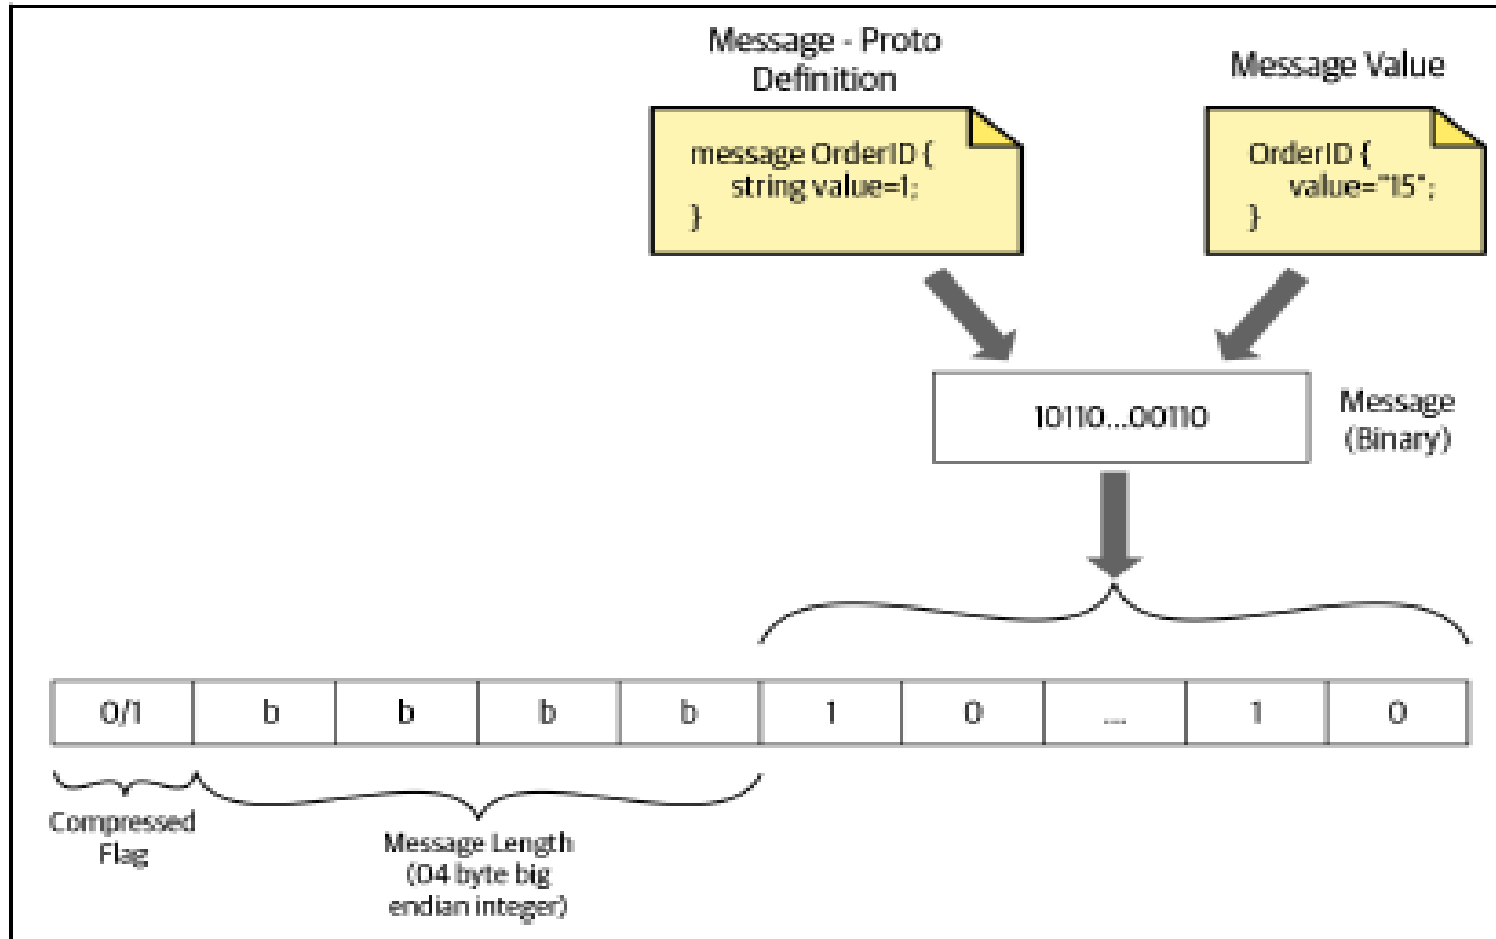 Message - Proto
Definition
Message Value
message OrderID {
string value=1;
}
OrderID {
value="15";
}
10110...00110
Message
(Binary)
0/1 b b b b 1 0 ... 1 0
Compressed
Flag
Message Length
(04 byte big
endian integer)